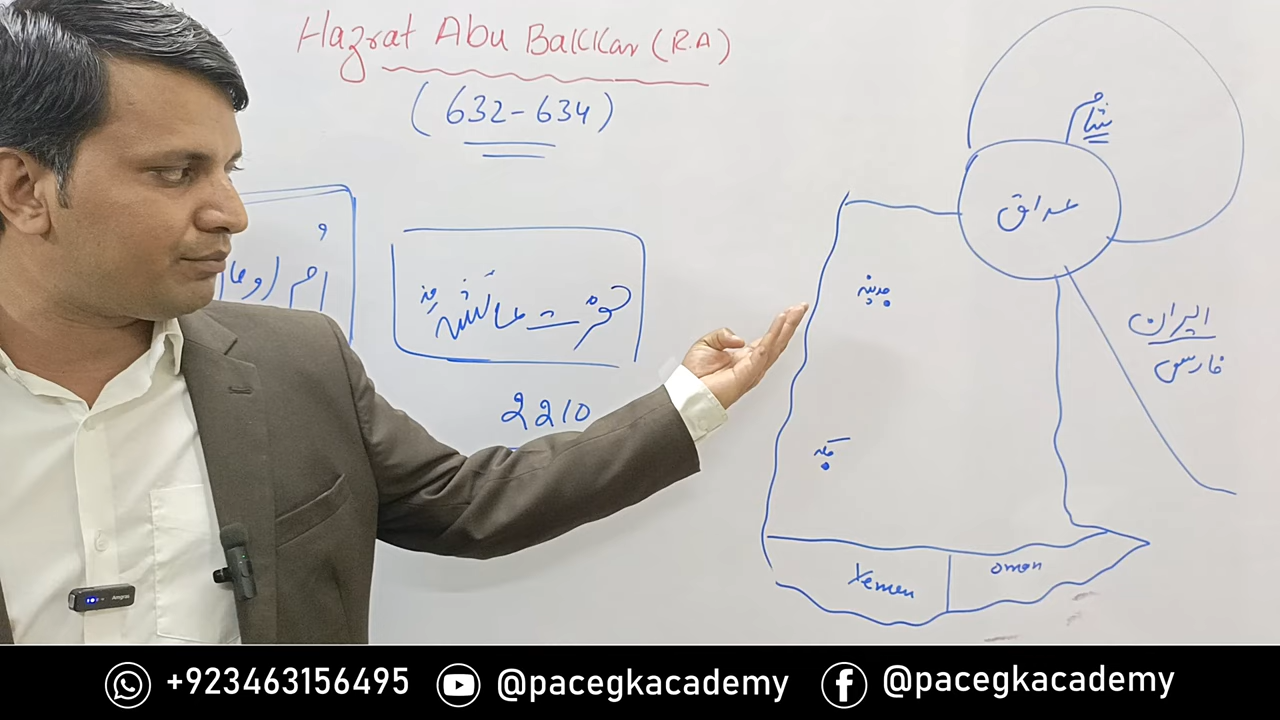 Hazrat Abu Bakkar (R.A)
(632-634)
شام
عراق
ام رومان
حضرت عائشہؓ
مدینہ
ایران
فارس
2210
مکہ
Yemen
Oman
+923463156495
@pacegkacademy
@pacegkacademy